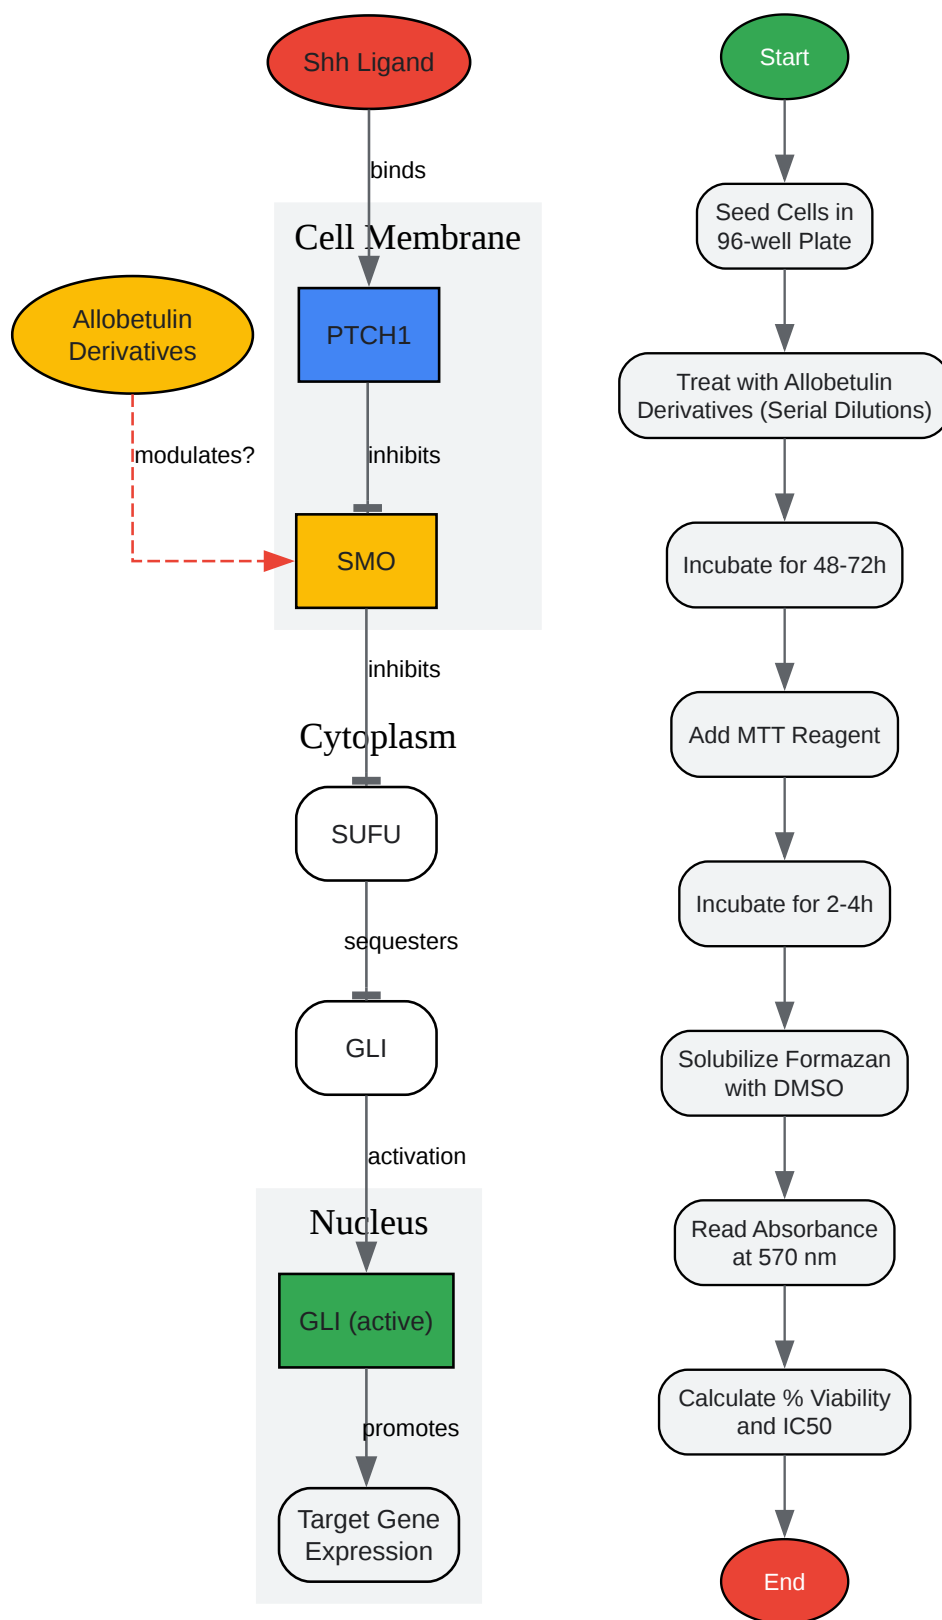 Shh Ligand
binds
Cell Membrane
PTCH1
Allobetulin
Derivatives
inhibits
modulates?
SMO
inhibits
Cytoplasm
SUFU
sequesters
GLI
activation
Nucleus
GLI (active)
promotes
Target Gene
Expression
Start
Seed Cells in
96-well Plate
Treat with Allobetulin
Derivatives (Serial Dilutions)
Incubate for 48-72h
Add MTT Reagent
Incubate for 2-4h
Solubilize Formazan
with DMSO
Read Absorbance
at 570 nm
Calculate % Viability
and IC50
End